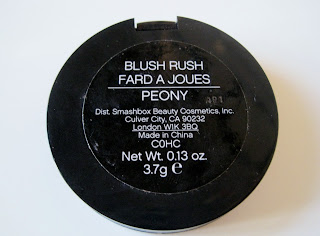 BLUSH RUSH
FARD A JOUES
PEONY
Dist. Smashbox Beauty Cosmetics, Inc.
Culver City, CA 90232
London W1K 3BQ
Made in China
C0HC
Net Wt. 0.13 oz.
3.7g ℮